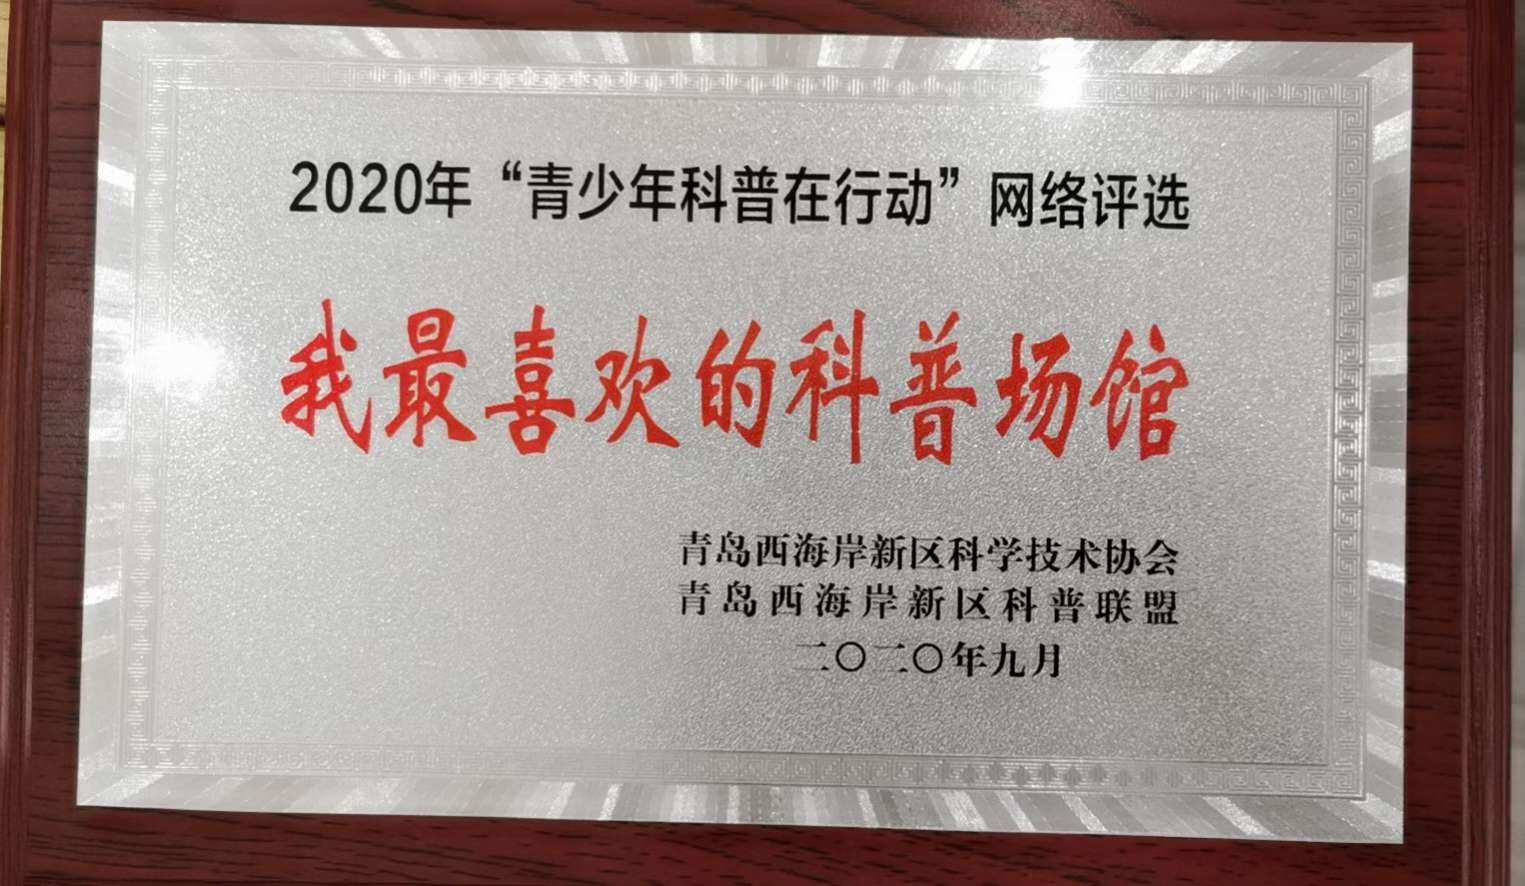 2020年“青少年科普在行动”网络评选
我最喜欢的科普场馆
青岛西海岸新区科学技术协会
青岛西海岸新区科普联盟
二〇二〇年九月